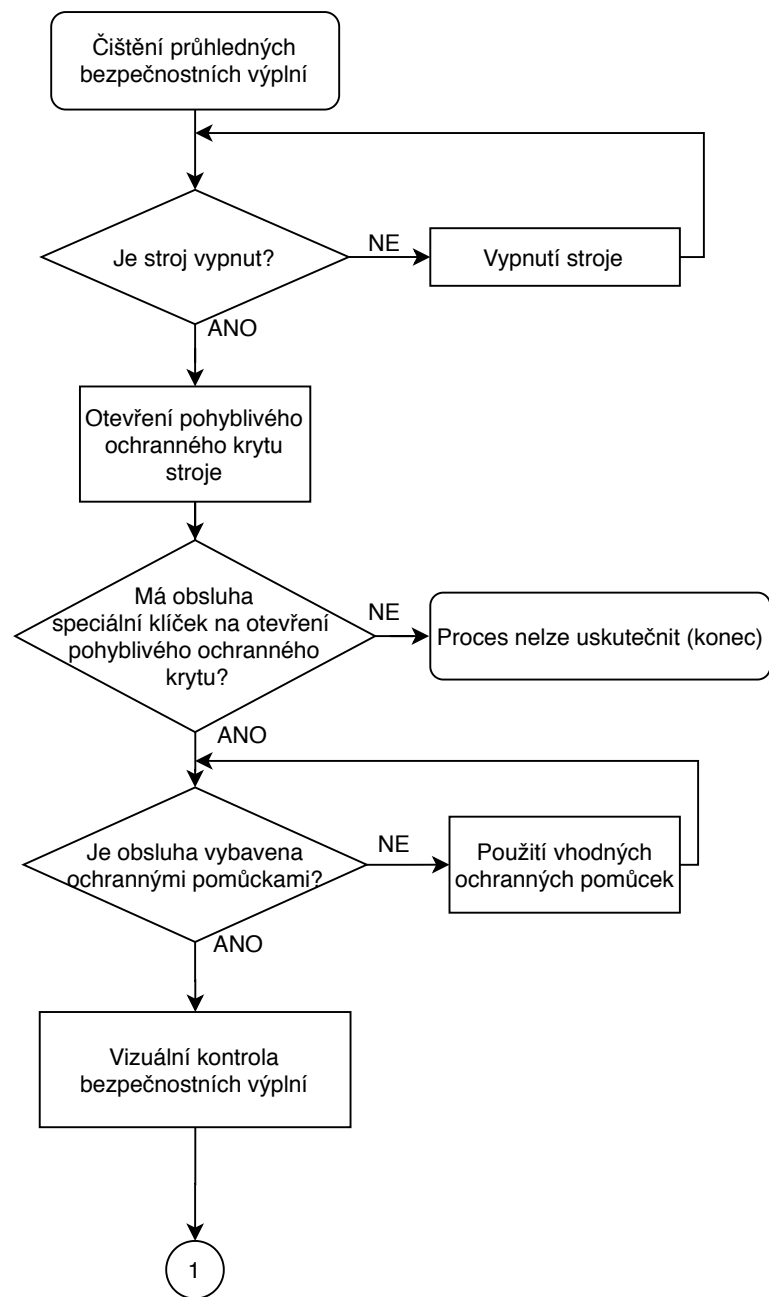 Čištění průhledných
bezpečnostních výplní
Je stroj vypnut?
NE
Vypnutí stroje
ANO
Otevření pohyblivého
ochranného krytu
stroje
Má obsluha
speciální klíček na otevření
pohyblivého ochranného
krytu?
NE
Proces nelze uskutečnit (konec)
ANO
Je obsluha vybavena
ochrannými pomůckami?
NE
Použití vhodných
ochranných pomůcek
ANO
Vizuální kontrola
bezpečnostních výplní
1